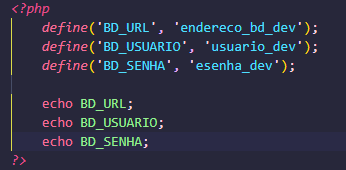 <?php
define('BD_URL', 'endereco_bd_dev');
define('BD_USUARIO', 'usuario_dev');
define('BD_SENHA', 'esenha_dev');
echo BD_URL;
echo BD_USUARIO;
echo BD_SENHA;
?>